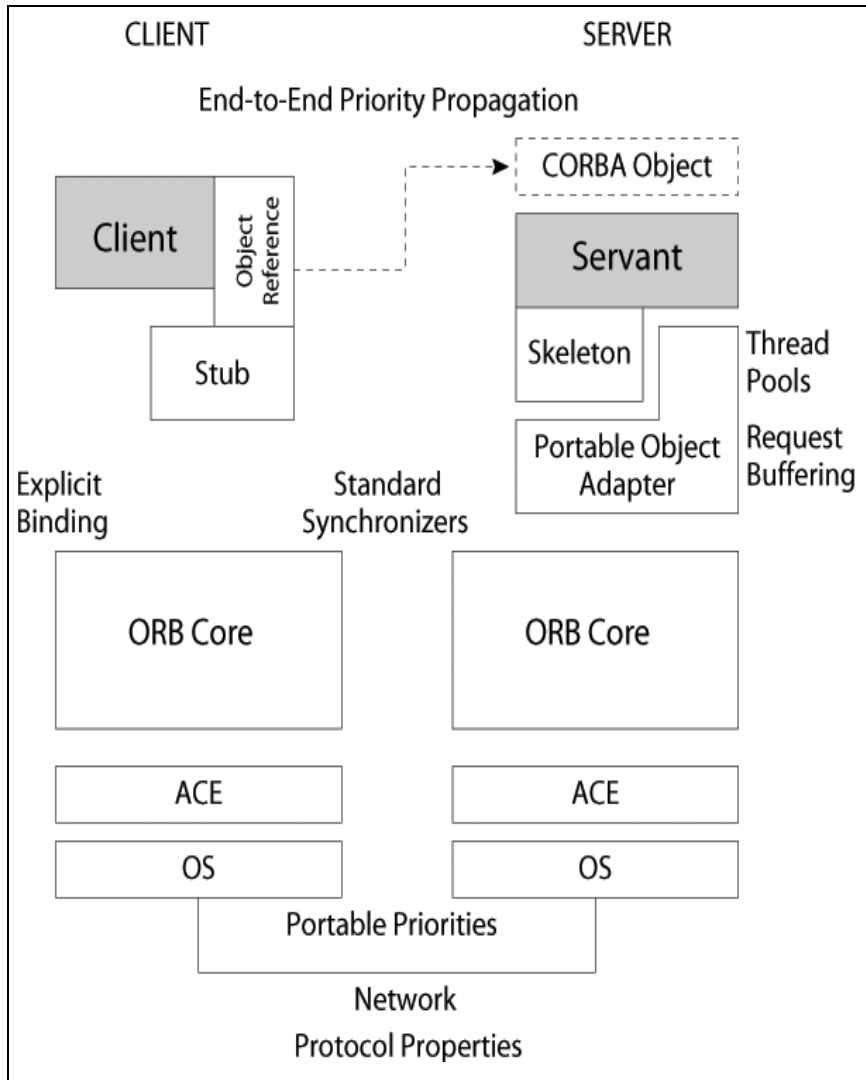 CLIENT
SERVER
End-to-End Priority Propagation
CORBA Object
Client
Object
Reference
Servant
Stub
Skeleton
Thread
Pools
Portable Object
Adapter
Request
Buffering
Explicit
Binding
Standard
Synchronizers
ORB Core
ORB Core
ACE
ACE
OS
OS
Portable Priorities
Network
Protocol Properties